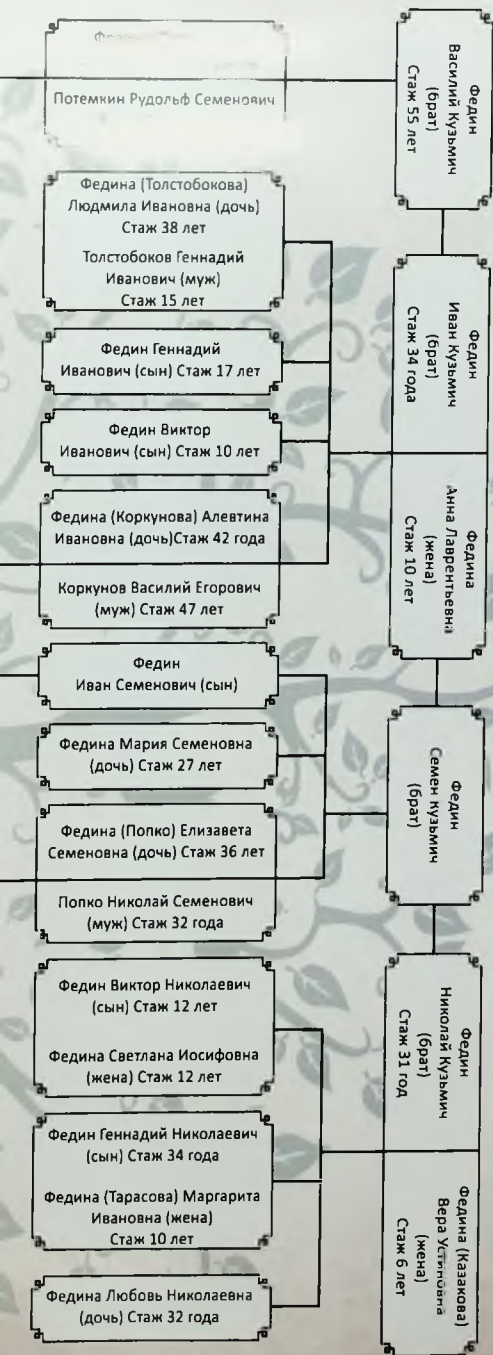 Потемкин Рудольф Семенович
Федин
Василий Кузьмич
(брат)
Стаж 55 лет
Федина (Толстобокова)
Людмила Ивановна (дочь)
Стаж 38 лет
Толстобоков Геннадий
Иванович (муж)
Стаж 15 лет
Федин Геннадий
Иванович (сын) Стаж 17 лет
Федин Виктор
Иванович (сын) Стаж 10 лет
Федина (Коркунова) Алевтина
Ивановна (дочь)Стаж 42 года
Коркунов Василий Егорович
(муж) Стаж 47 лет
Федин
Иван Кузьмич
(брат)
Стаж 34 года
Федина
Анна Лаврентьевна
(жена)
Стаж 10 лет
Федин
Иван Семенович (сын)
Федина Мария Семеновна
(дочь) Стаж 27 лет
Федина (Попко) Елизавета
Семеновна (дочь) Стаж 36 лет
Попко Николай Семенович
(муж) Стаж 32 года
Федин
Семен кузьмич
(брат)
Федин Виктор Николаевич
(сын) Стаж 12 лет
Федина Светлана Иосифовна
(жена) Стаж 12 лет
Федин Геннадий Николаевич
(сын) Стаж 34 года
Федина (Тарасова) Маргарита
Ивановна (жена)
Стаж 10 лет
Федина Любовь Николаевна
(дочь) Стаж 32 года
Федин
Николай Кузьмич
(брат)
Стаж 31 год
Федина (Казакова)
Вера Устиновна
(жена)
Стаж 6 лет